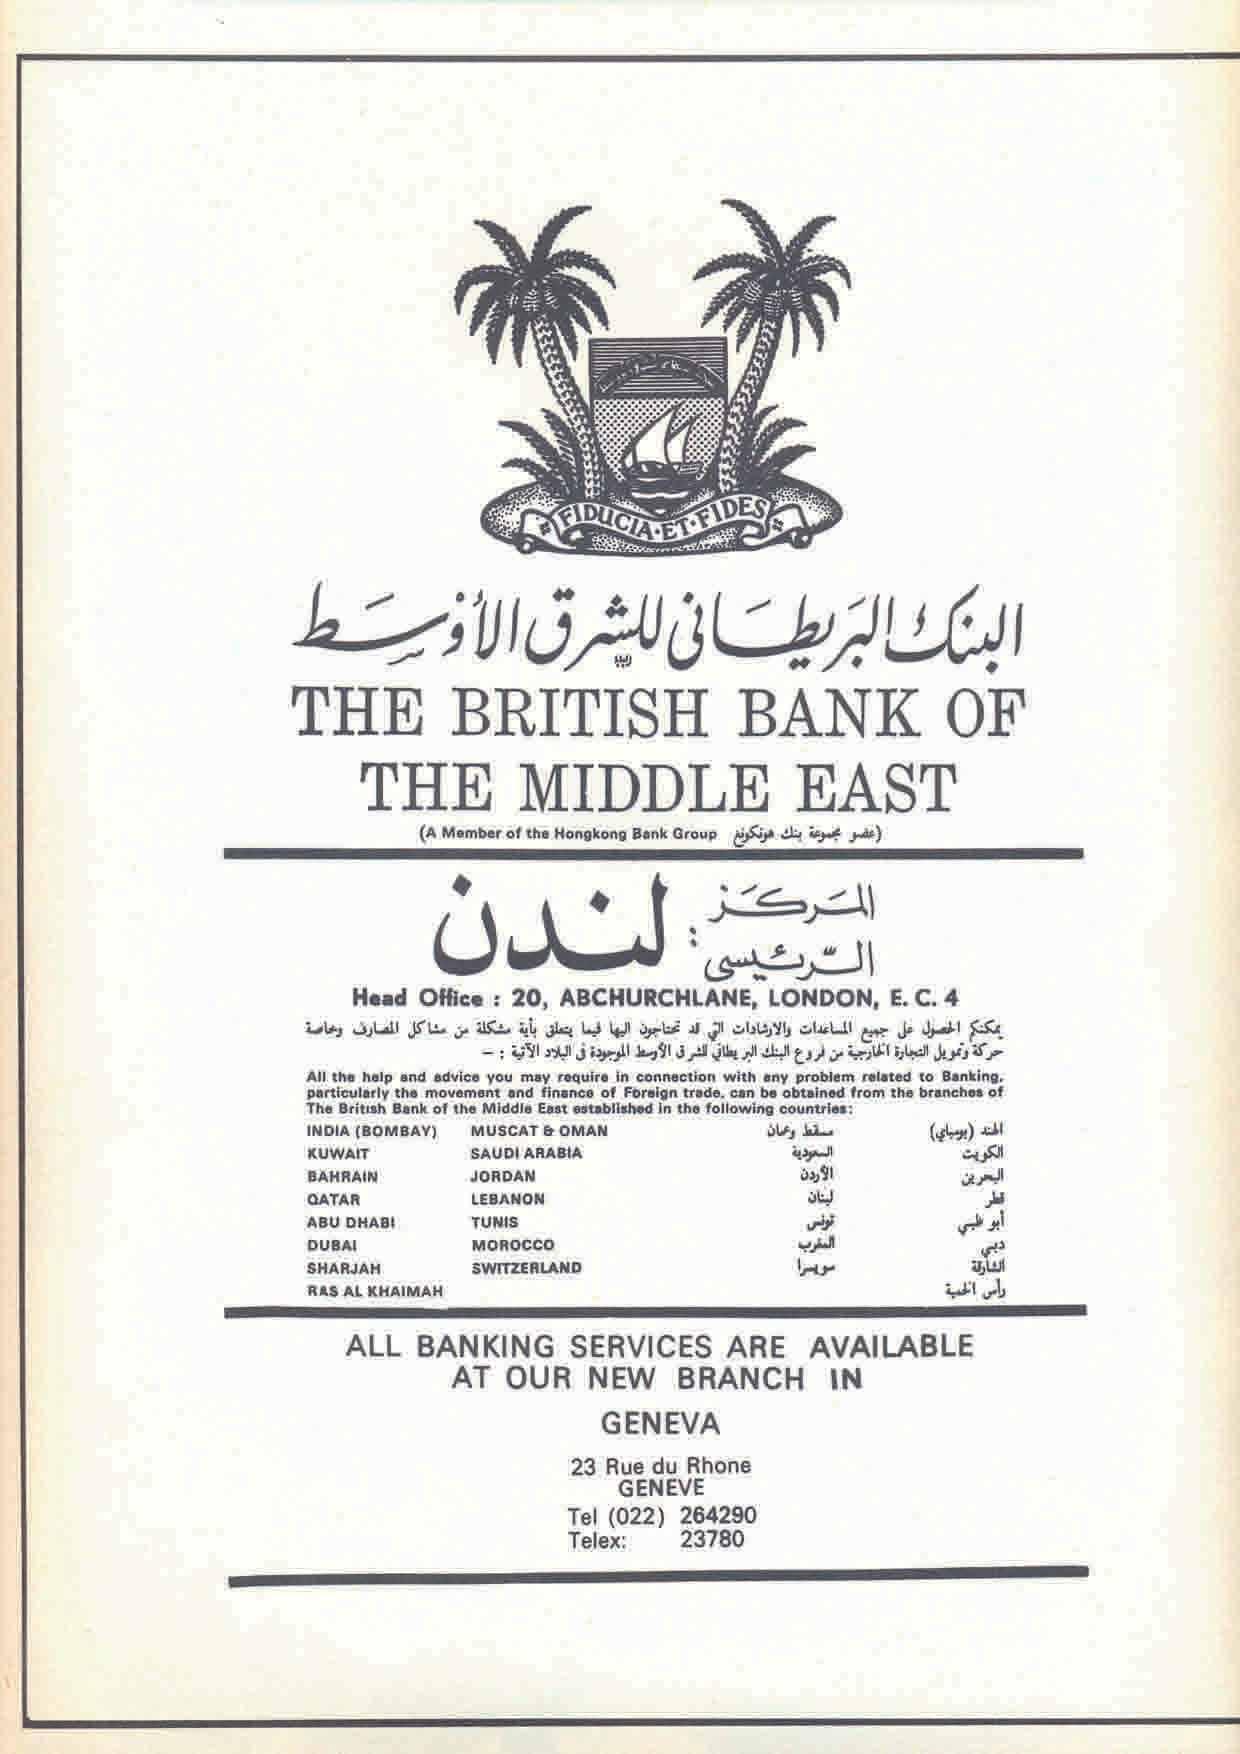 FIDUCIA·ET·FIDES
البنك البريطاني للشرق الأوسط
THE BRITISH BANK OF
THE MIDDLE EAST
(A Member of the Hongkong Bank Group عضو مجموعة بنك هونكونغ)
المركز
الرئيسي : لندن
Head Office : 20, ABCHURCHLANE, LONDON, E. C. 4
يمكنكم الحصول على جميع المساعدات والارشادات التي قد تحتاجون اليها فيما يتعلق بأية مشكلة من مشاكل المصارف وخاصة
حركة وتمويل التجارة الخارجية من فروع البنك البريطاني للشرق الأوسط الموجودة في البلاد الآتية : —
All the help and advice you may require in connection with any problem related to Banking,
particularly the movement and finance of Foreign trade, can be obtained from the branches of
The British Bank of the Middle East established in the following countries:
INDIA (BOMBAY) MUSCAT & OMAN مسقط وعمان الهند (بومباي)
KUWAIT SAUDI ARABIA السعودية الكويت
BAHRAIN JORDAN الأردن البحرين
QATAR LEBANON لبنان قطر
ABU DHABI TUNIS تونس أبو ظبي
DUBAI MOROCCO المغرب دبي
SHARJAH SWITZERLAND سويسرا الشارقة
RAS AL KHAIMAH رأس الخيمة
ALL BANKING SERVICES ARE AVAILABLE
AT OUR NEW BRANCH IN
GENEVA
23 Rue du Rhone
GENEVE
Tel (022) 264290
Telex: 23780